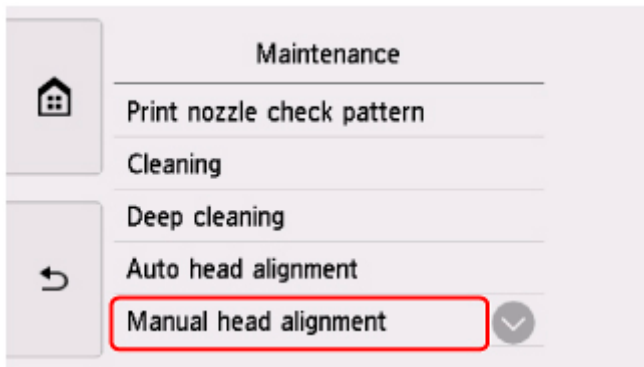 Maintenance
Print nozzle check pattern
Cleaning
Deep cleaning
Auto head alignment
Manual head alignment